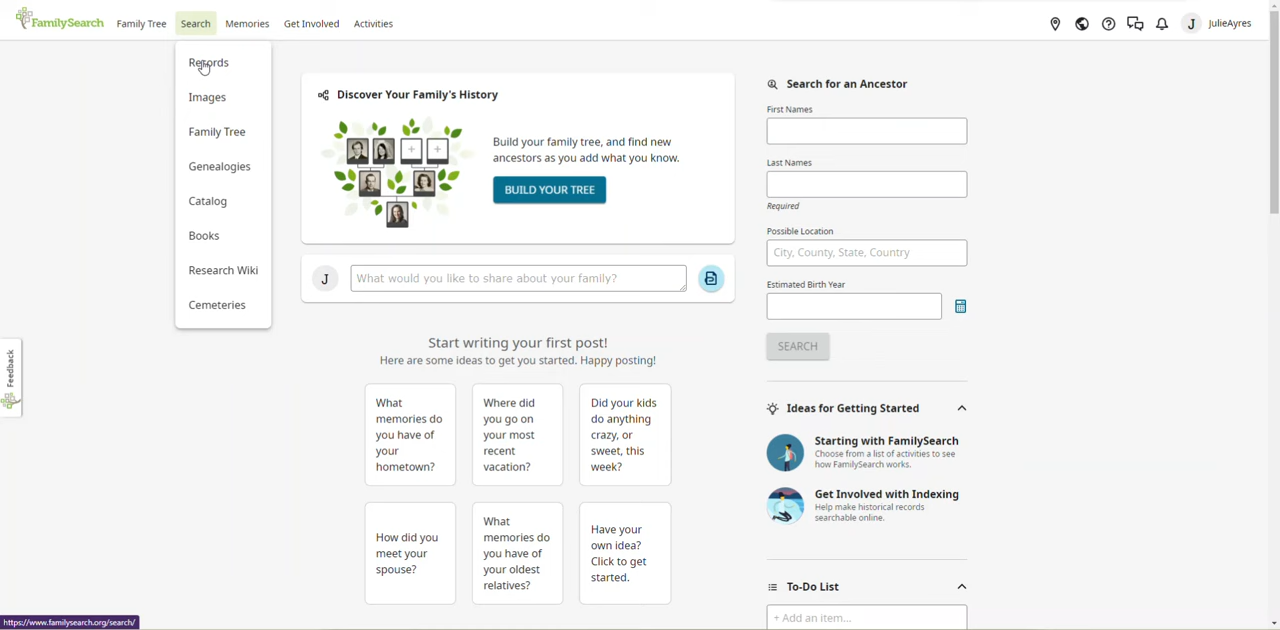 FamilySearch
Family Tree
Search
Memories
Get Involved
Activities
J
JulieAyres
Records
Images
Family Tree
Genealogies
Catalog
Books
Research Wiki
Cemeteries
Discover Your Family's History
Build your family tree, and find new
ancestors as you add what you know.
BUILD YOUR TREE
J
What would you like to share about your family?
Start writing your first post!
Here are some ideas to get you started. Happy posting!
What
memories do
you have of
your
hometown?
Where did
you go on
your most
recent
vacation?
Did your kids
do anything
crazy, or
sweet, this
week?
How did you
meet your
spouse?
What
memories do
you have of
your oldest
relatives?
Have your
own idea?
Click to get
started.
Search for an Ancestor
First Names
Last Names
Required
Possible Location
City, County, State, Country
Estimated Birth Year
SEARCH
Ideas for Getting Started
Starting with FamilySearch
Choose from a list of activities to see
how FamilySearch works.
Get Involved with Indexing
Help make historical records
searchable online.
To-Do List
+ Add an item...
Feedback
https://www.familysearch.org/search/